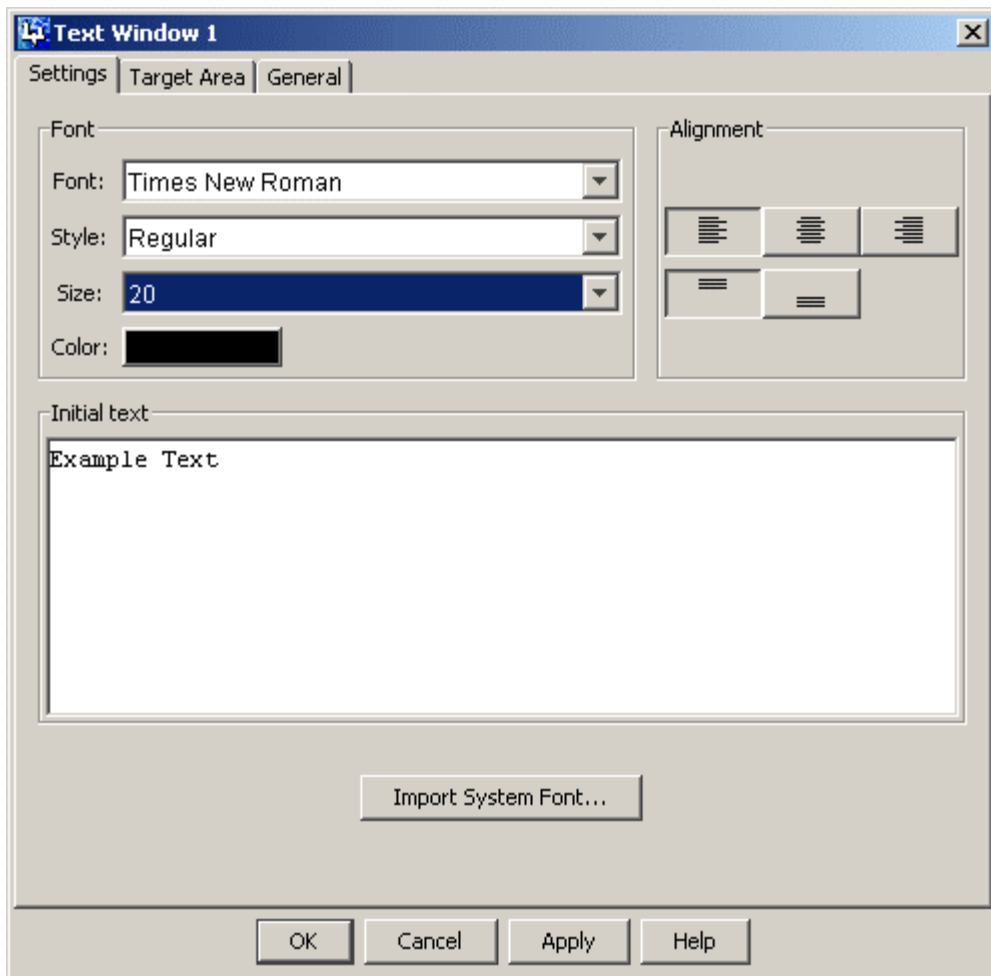 Text Window 1
Settings Target Area General
Font Alignment
Font: Times New Roman
Style: Regular
Size: 20
Color:
Initial text
Example Text
Import System Font...
OK Cancel Apply Help